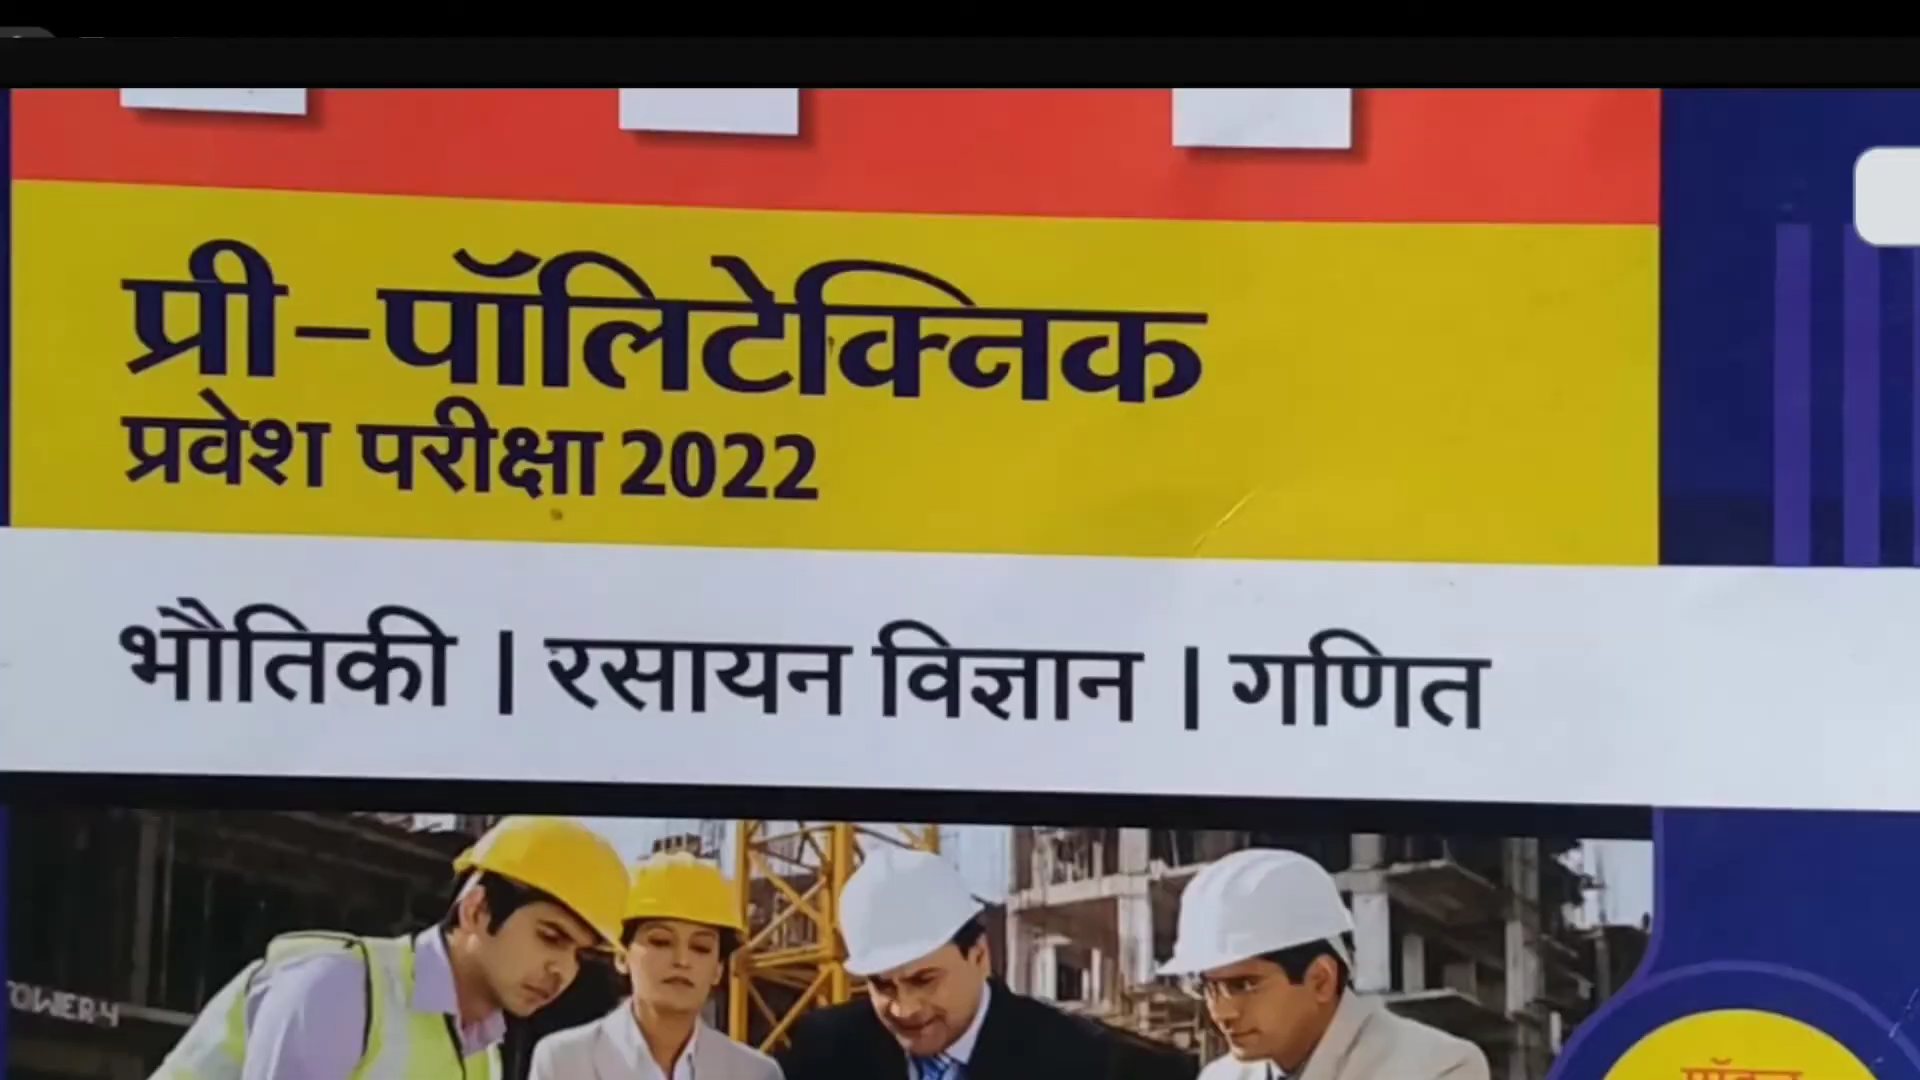 प्री-पॉलिटेक्निक
प्रवेश परीक्षा 2022
भौतिकी | रसायन विज्ञान | गणित